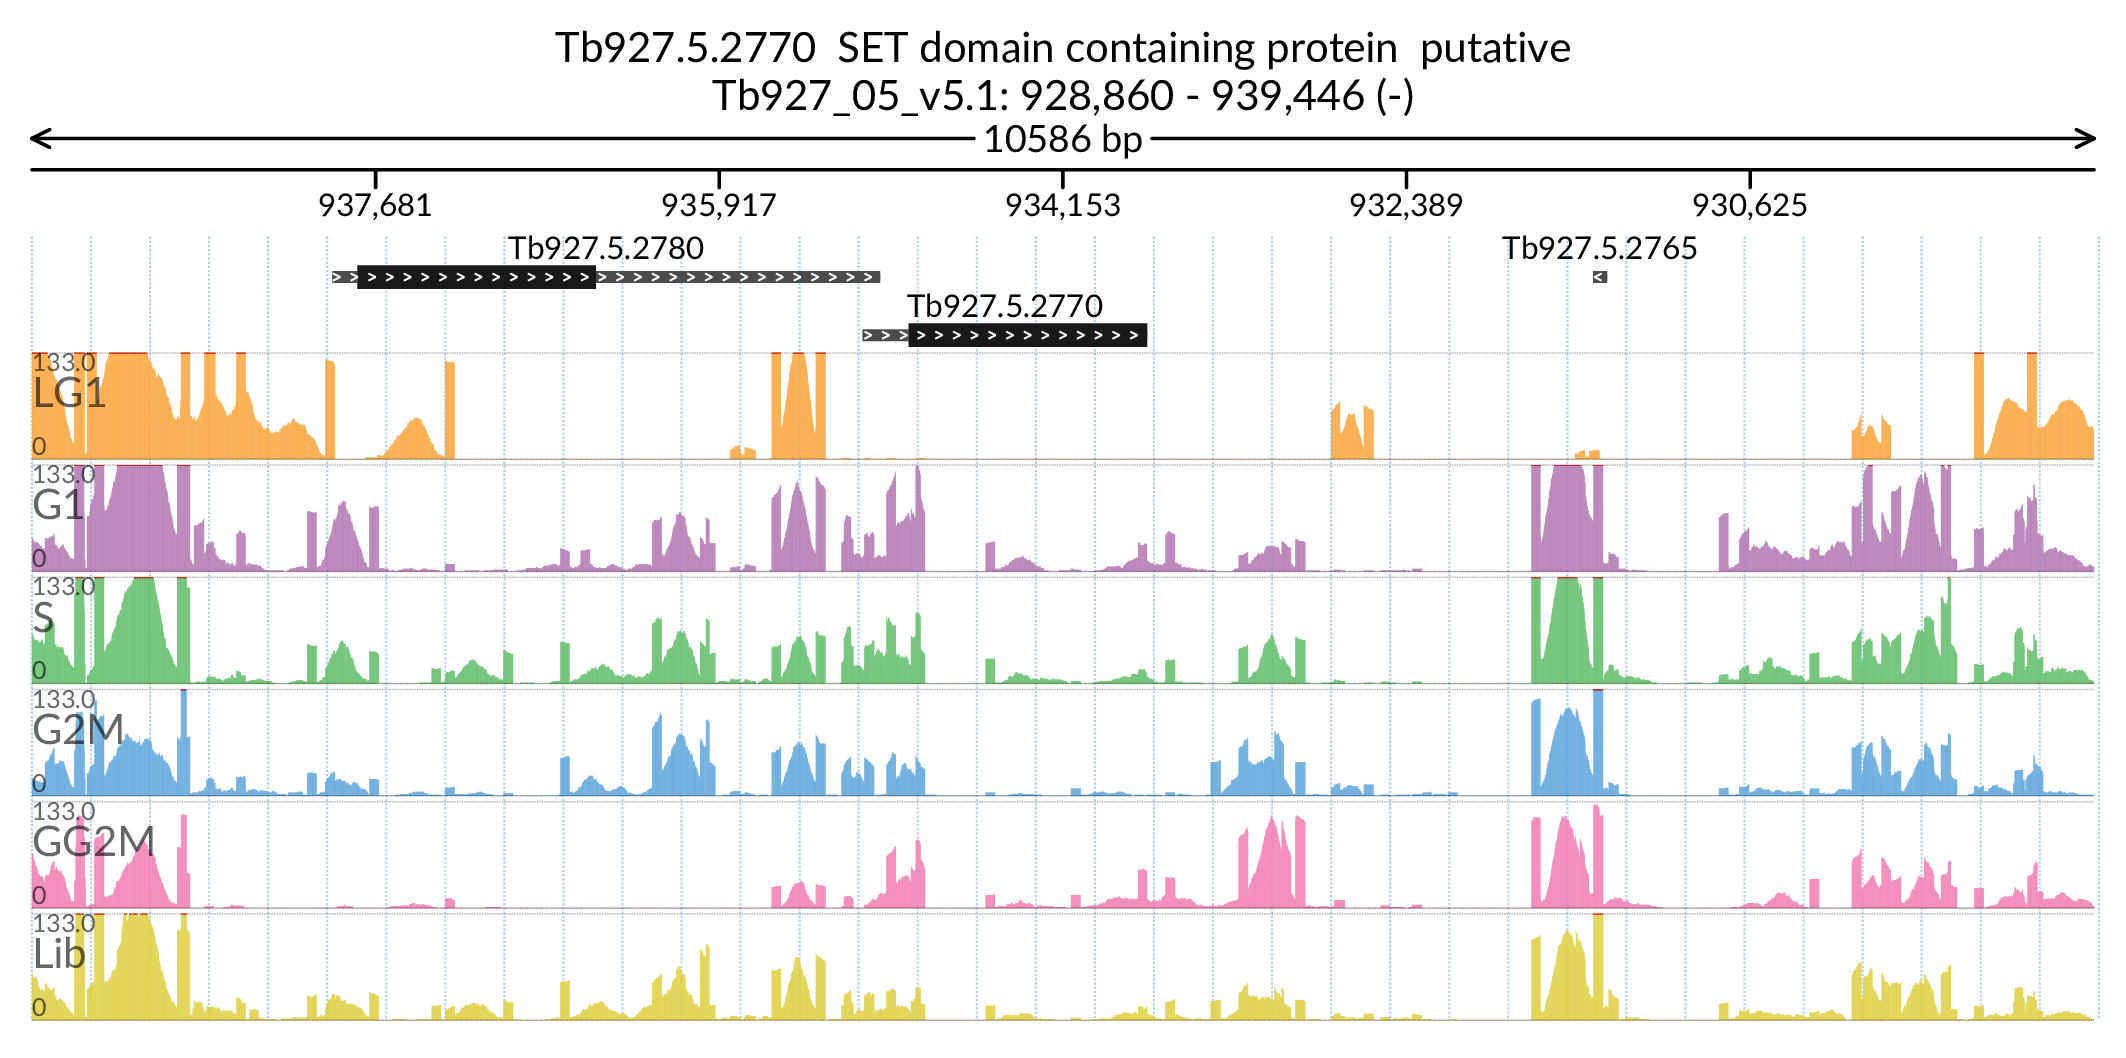 Tb927.5.2770  SET domain containing protein  putative
Tb927_05_v5.1: 928,860 - 939,446 (-)
10586 bp
937,681 935,917 934,153 932,389 930,625
Tb927.5.2780 Tb927.5.2765
Tb927.5.2770
133.0
LG1
0
133.0
G1
0
133.0
S
0
133.0
G2M
0
133.0
GG2M
0
133.0
Lib
0